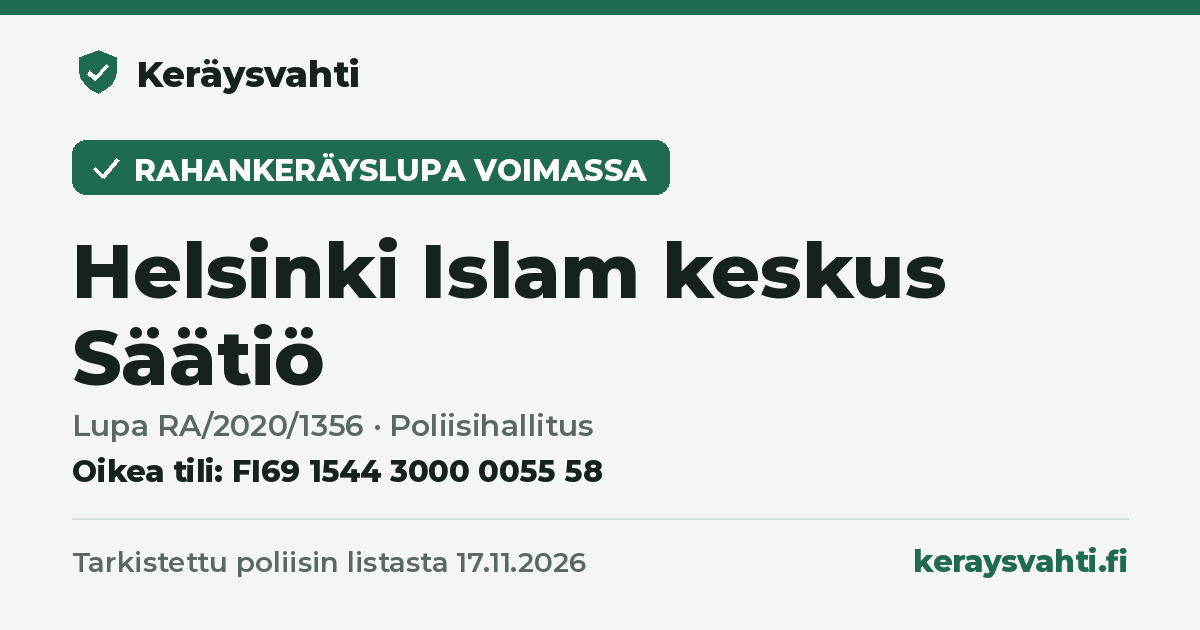 Keräysvahti
RAHANKERÄYSLUPA VOIMASSA
Helsinki Islam keskus
Säätiö
Lupa RA/2020/1356 · Poliisihallitus
Oikea tili: FI69 1544 3000 0055 58
Tarkistettu poliisin listasta 17.11.2026
keraysvahti.fi